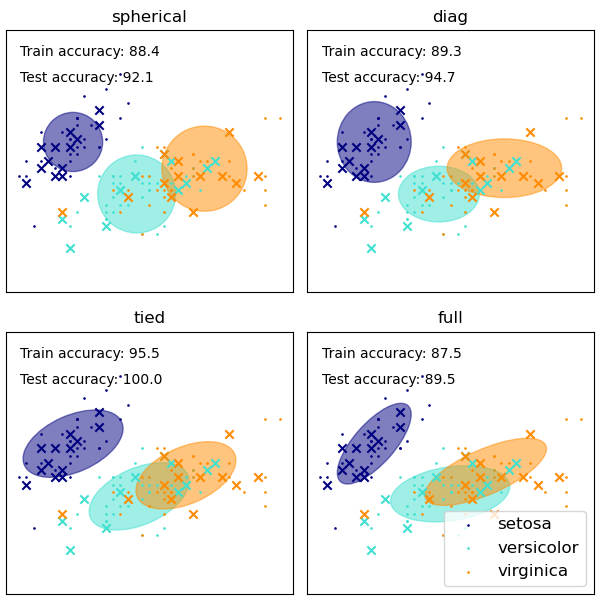 spherical
Train accuracy: 88.4
Test accuracy: 92.1
diag
Train accuracy: 89.3
Test accuracy: 94.7
tied
Train accuracy: 95.5
Test accuracy: 100.0
full
Train accuracy: 87.5
Test accuracy: 89.5
setosa
versicolor
virginica